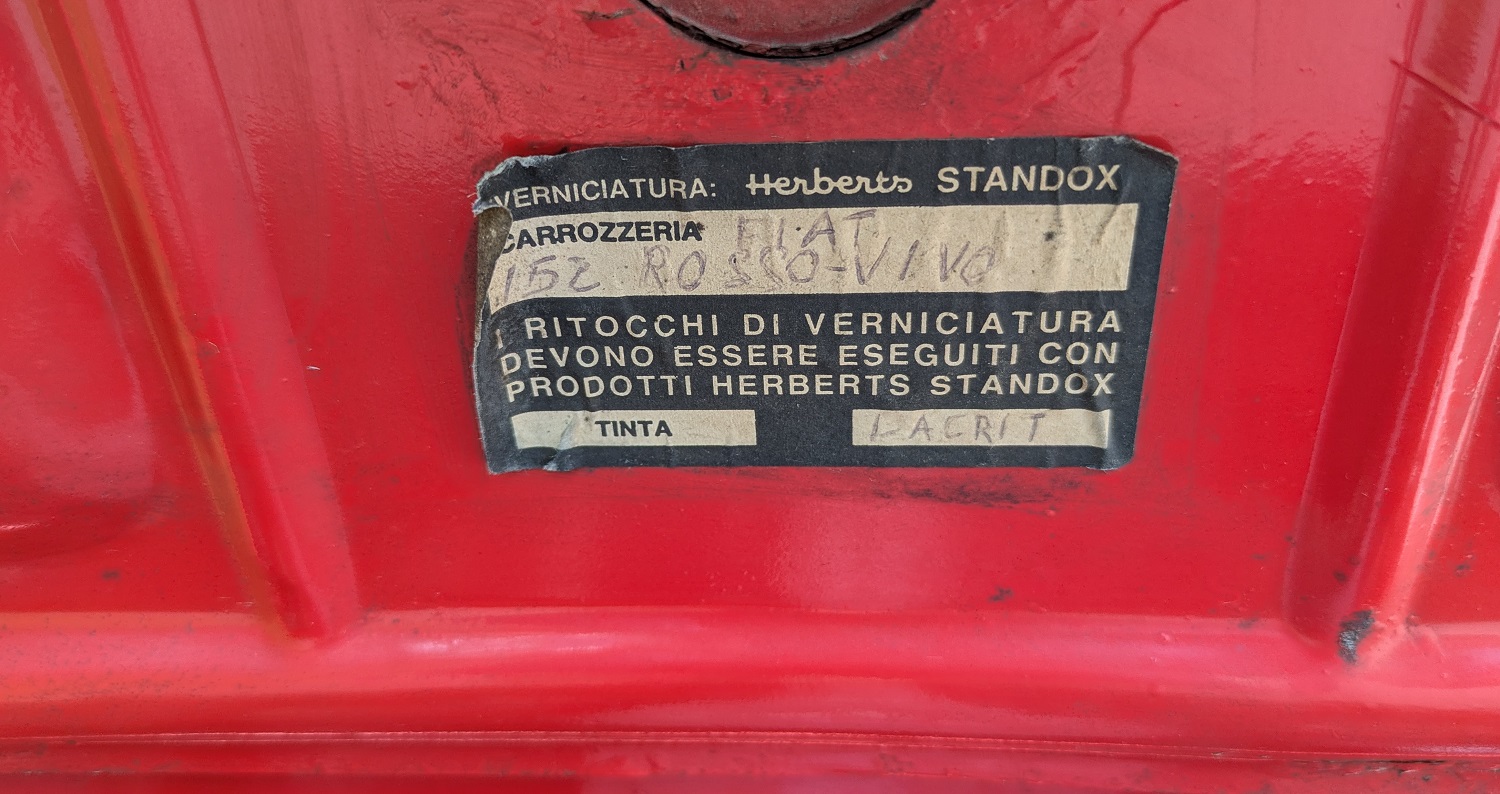 VERNICIATURA: Herberts STANDOX
CARROZZERIA FIAT
152 ROSSO-VIVO
I RITOCCHI DI VERNICIATURA
DEVONO ESSERE ESEGUITI CON
PRODOTTI HERBERTS STANDOX
TINTA LACRIT